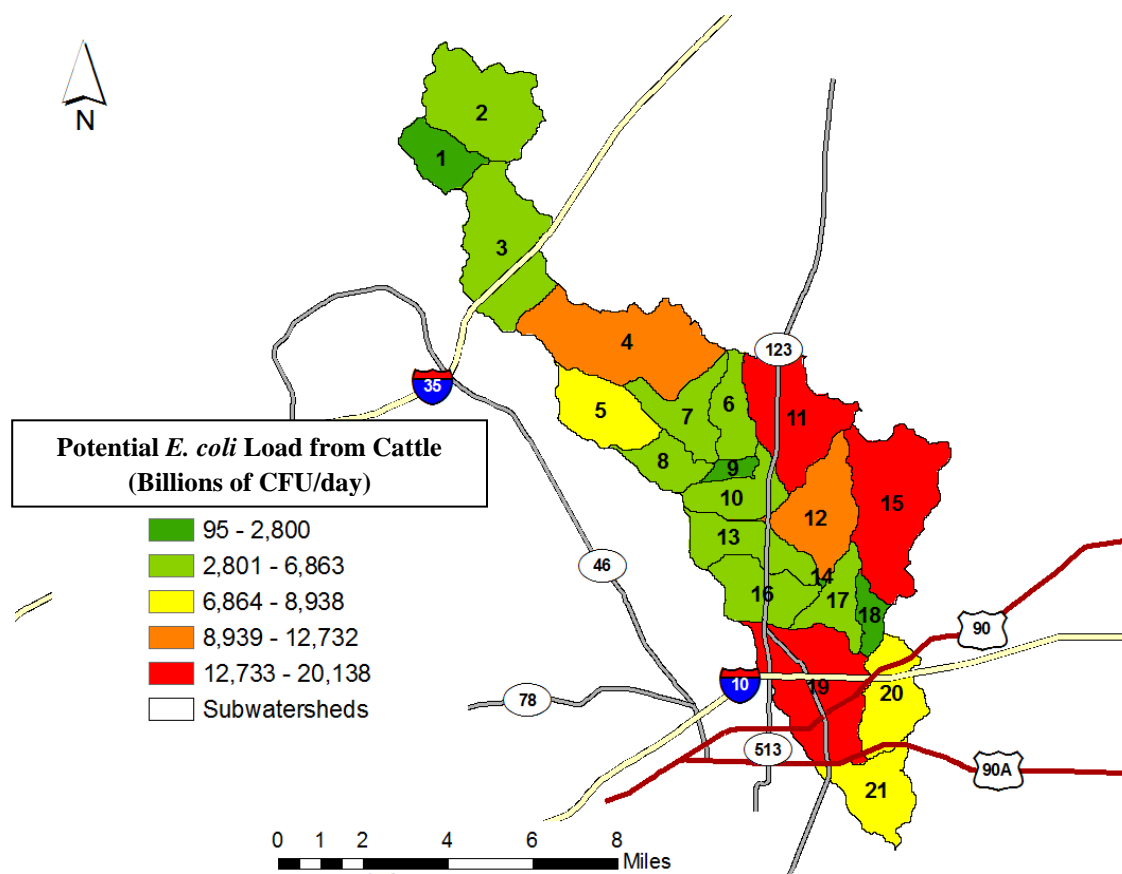 N
2
1
3
4
123
35
5
7
6
11
Potential E. coli Load from Cattle
(Billions of CFU/day)
8
9
10
12
15
95 - 2,800
2,801 - 6,863
6,864 - 8,938
8,939 - 12,732
12,733 - 20,138
Subwatersheds
13
46
14
16
17
18
90
10
19
20
78
513
90A
21
0 1 2 4 6 8
Miles